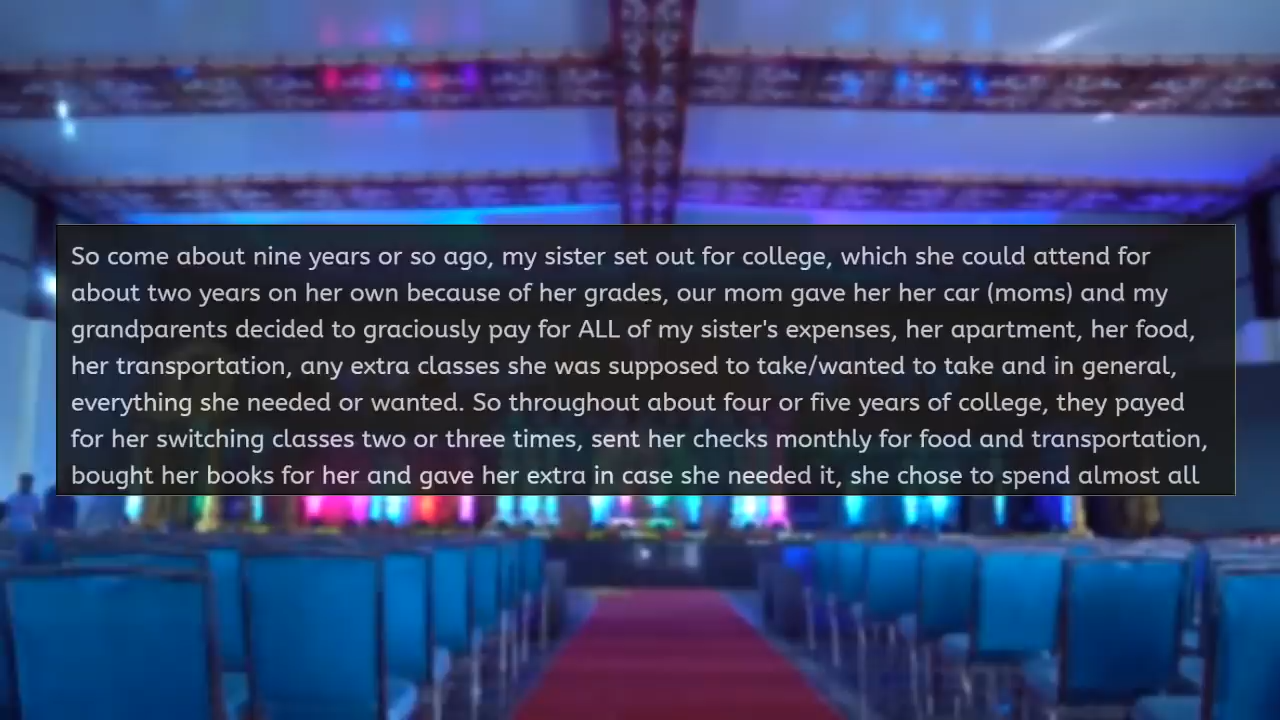 So come about nine years or so ago, my sister set out for college, which she could attend for
about two years on her own because of her grades, our mom gave her her car (moms) and my
grandparents decided to graciously pay for ALL of my sister's expenses, her apartment, her food,
her transportation, any extra classes she was supposed to take/wanted to take and in general,
everything she needed or wanted. So throughout about four or five years of college, they payed
for her switching classes two or three times, sent her checks monthly for food and transportation,
bought her books for her and gave her extra in case she needed it, she chose to spend almost all